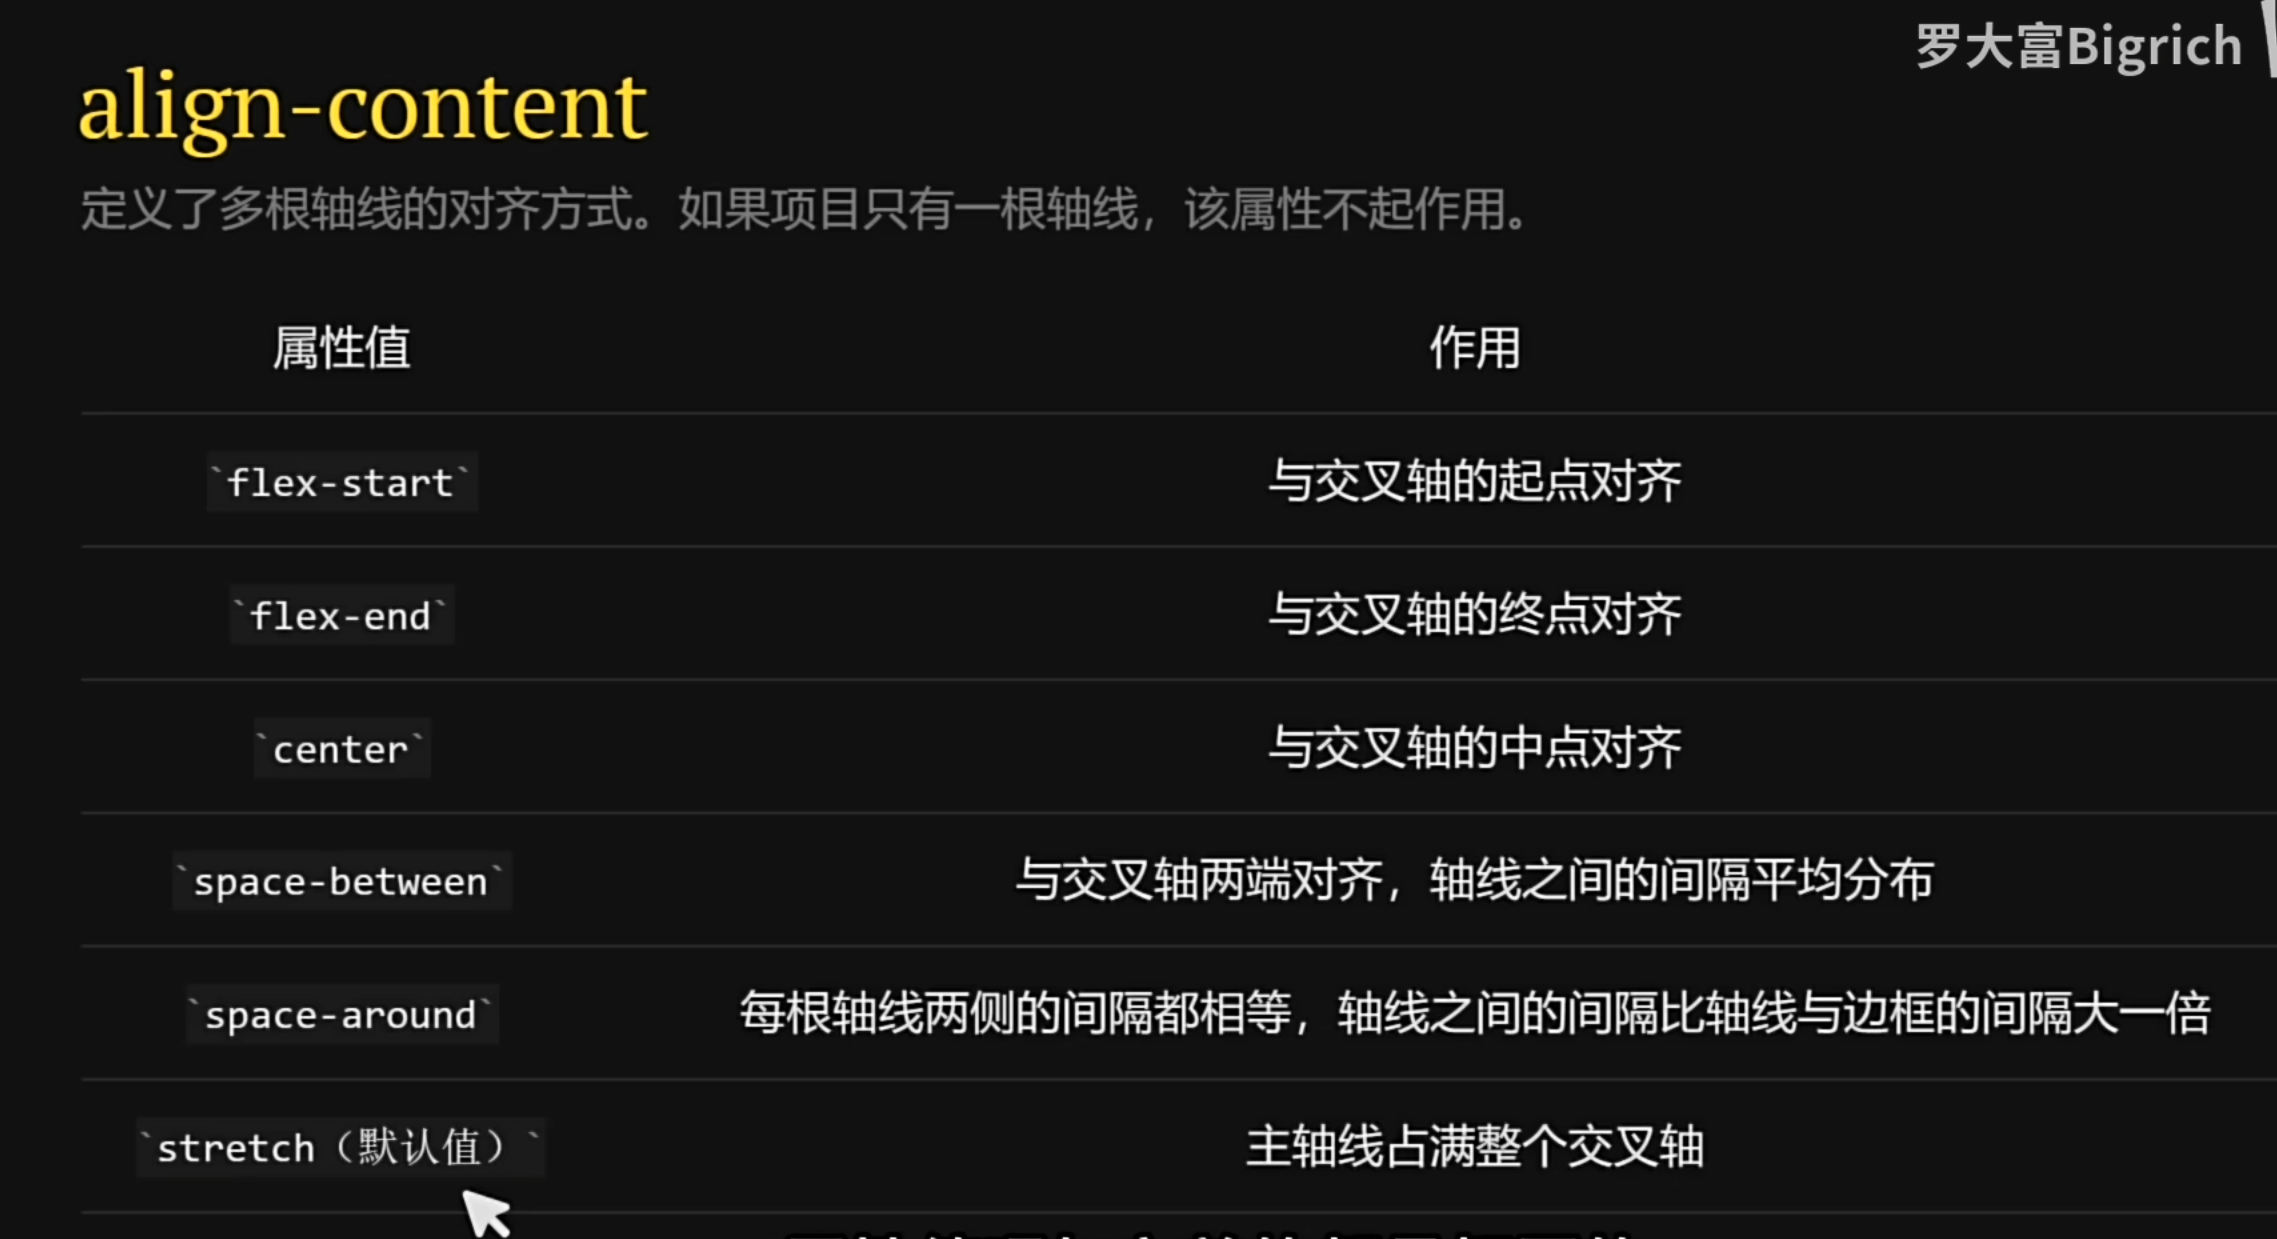 罗大富Bigrich
align-content
定义了多根轴线的对齐方式。如果项目只有一根轴线，该属性不起作用。
属性值 作用
`flex-start` 与交叉轴的起点对齐
`flex-end` 与交叉轴的终点对齐
`center` 与交叉轴的中点对齐
`space-between` 与交叉轴两端对齐，轴线之间的间隔平均分布
`space-around` 每根轴线两侧的间隔都相等，轴线之间的间隔比轴线与边框的间隔大一倍
`stretch（默认值）` 主轴线占满整个交叉轴